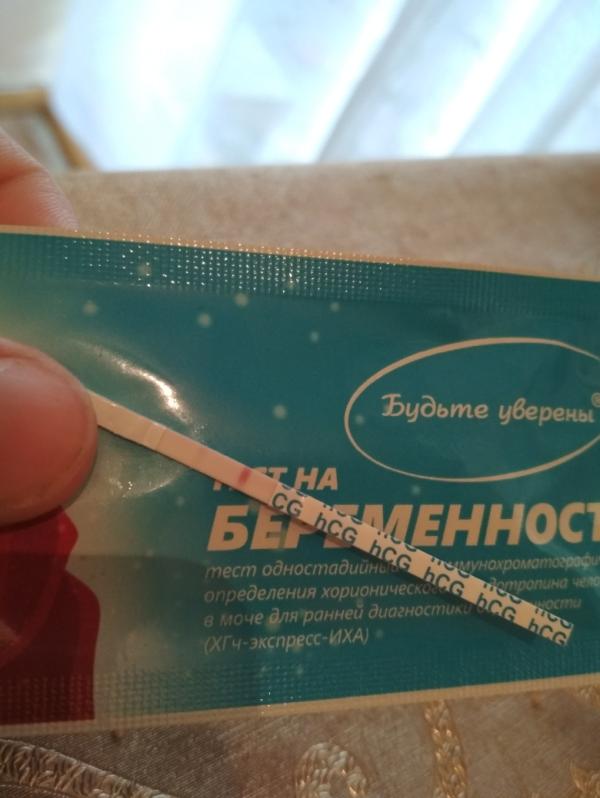 Будьте уверены®
ТЕСТ НА
БЕРЕМЕННОСТ
тест одностадийный иммунохроматографи
определения хорионического
в моче для ранней диагностики
(ХГч-экспресс-ИХА)
CG hCG hCG hCG hCG hCG